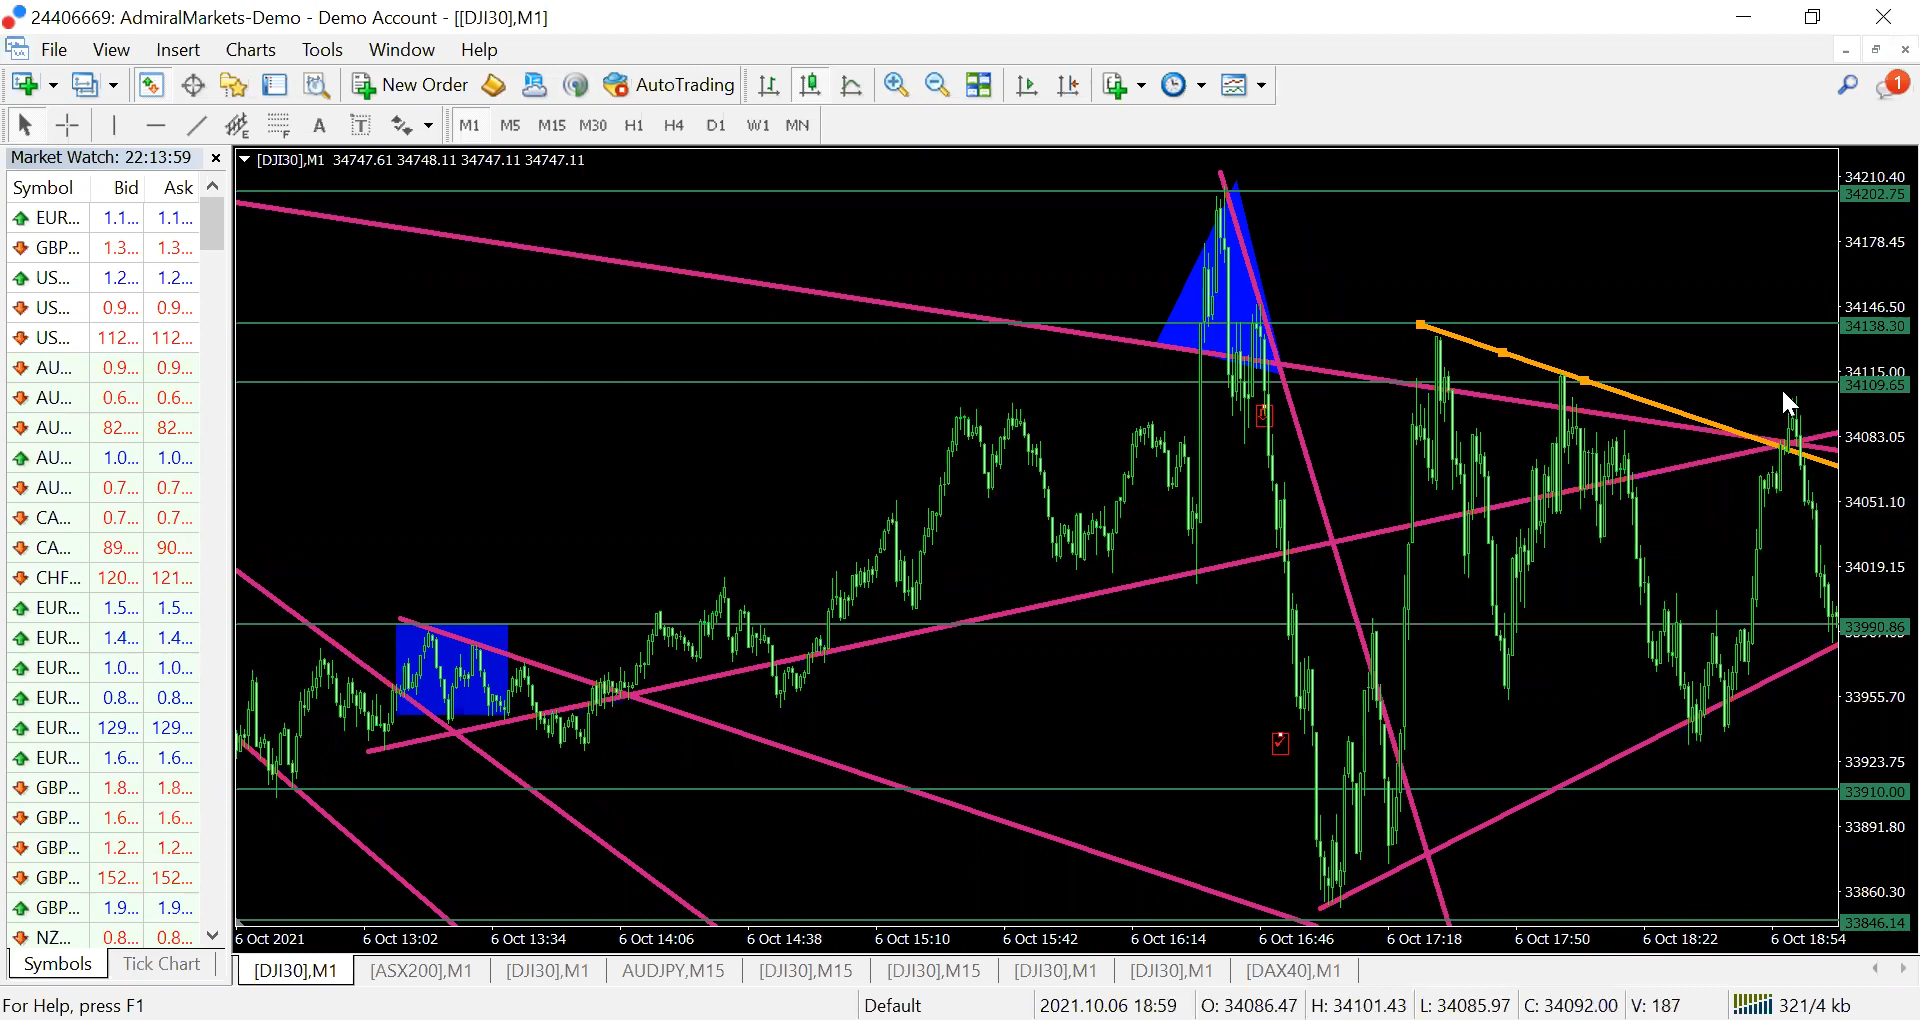 24406669: AdmiralMarkets-Demo - Demo Account - [[DJI30],M1]
File View Insert Charts Tools Window Help
New Order AutoTrading 1
A T M1 M5 M15 M30 H1 H4 D1 W1 MN
Market Watch: 22:13:59
Symbol Bid Ask
EUR... 1.1... 1.1...
GBP... 1.3... 1.3...
US... 1.2... 1.2...
US... 0.9... 0.9...
US... 112... 112...
AU... 0.9... 0.9...
AU... 0.6... 0.6...
AU... 82.... 82....
AU... 1.0... 1.0...
AU... 0.7... 0.7...
CA... 0.7... 0.7...
CA... 89.... 90....
CHF... 120... 121...
EUR... 1.5... 1.5...
EUR... 1.4... 1.4...
EUR... 1.0... 1.0...
EUR... 0.8... 0.8...
EUR... 129... 129...
EUR... 1.6... 1.6...
GBP... 1.8... 1.8...
GBP... 1.6... 1.6...
GBP... 1.2... 1.2...
GBP... 152... 152...
GBP... 1.9... 1.9...
NZ... 0.8... 0.8...
Symbols Tick Chart
[DJI30],M1 34747.61 34748.11 34747.11 34747.11
34210.40
34202.75
34178.45
34146.50
34138.30
34115.00
34109.65
34083.05
34051.10
34019.15
33990.86
33955.70
33923.75
33910.00
33891.80
33860.30
33846.14
6 Oct 2021 6 Oct 13:02 6 Oct 13:34 6 Oct 14:06 6 Oct 14:38 6 Oct 15:10 6 Oct 15:42 6 Oct 16:14 6 Oct 16:46 6 Oct 17:18 6 Oct 17:50 6 Oct 18:22 6 Oct 18:54
[DJI30],M1 [ASX200],M1 [DJI30],M1 AUDJPY,M15 [DJI30],M15 [DJI30],M15 [DJI30],M1 [DJI30],M1 [DAX40],M1
For Help, press F1 Default 2021.10.06 18:59 O: 34086.47 H: 34101.43 L: 34085.97 C: 34092.00 V: 187 321/4 kb